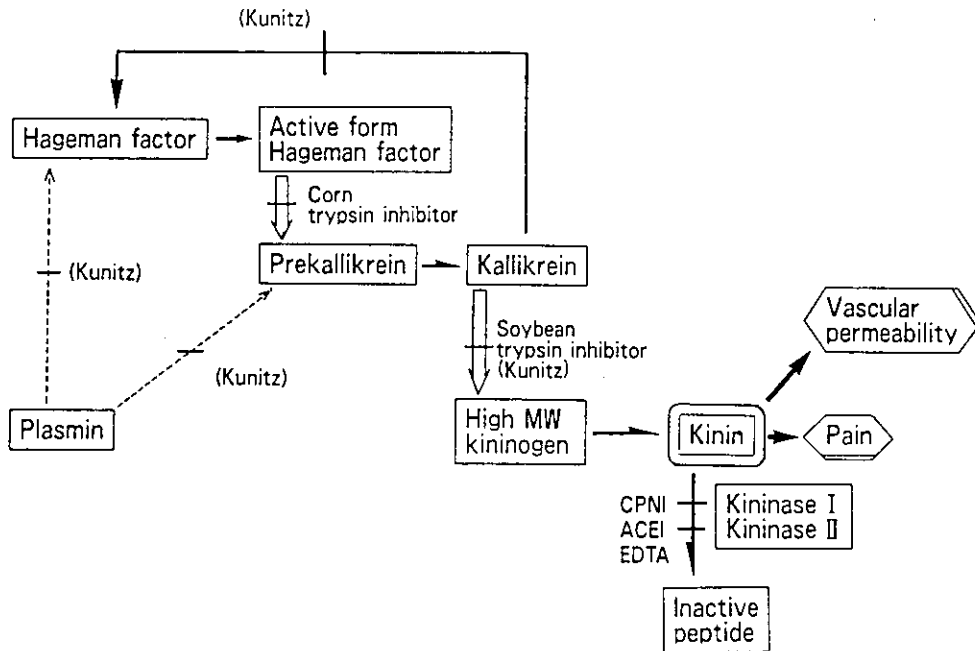 (Kunitz)
Hageman factor
Active form
Hageman factor
Corn
trypsin inhibitor
(Kunitz)
Prekallikrein
Kallikrein
Vascular
permeability
Soybean
trypsin inhibitor
(Kunitz)
(Kunitz)
Plasmin
High MW
kininogen
Kinin
Pain
CPNI
ACEI
EDTA
Kininase I
Kininase II
Inactive
peptide